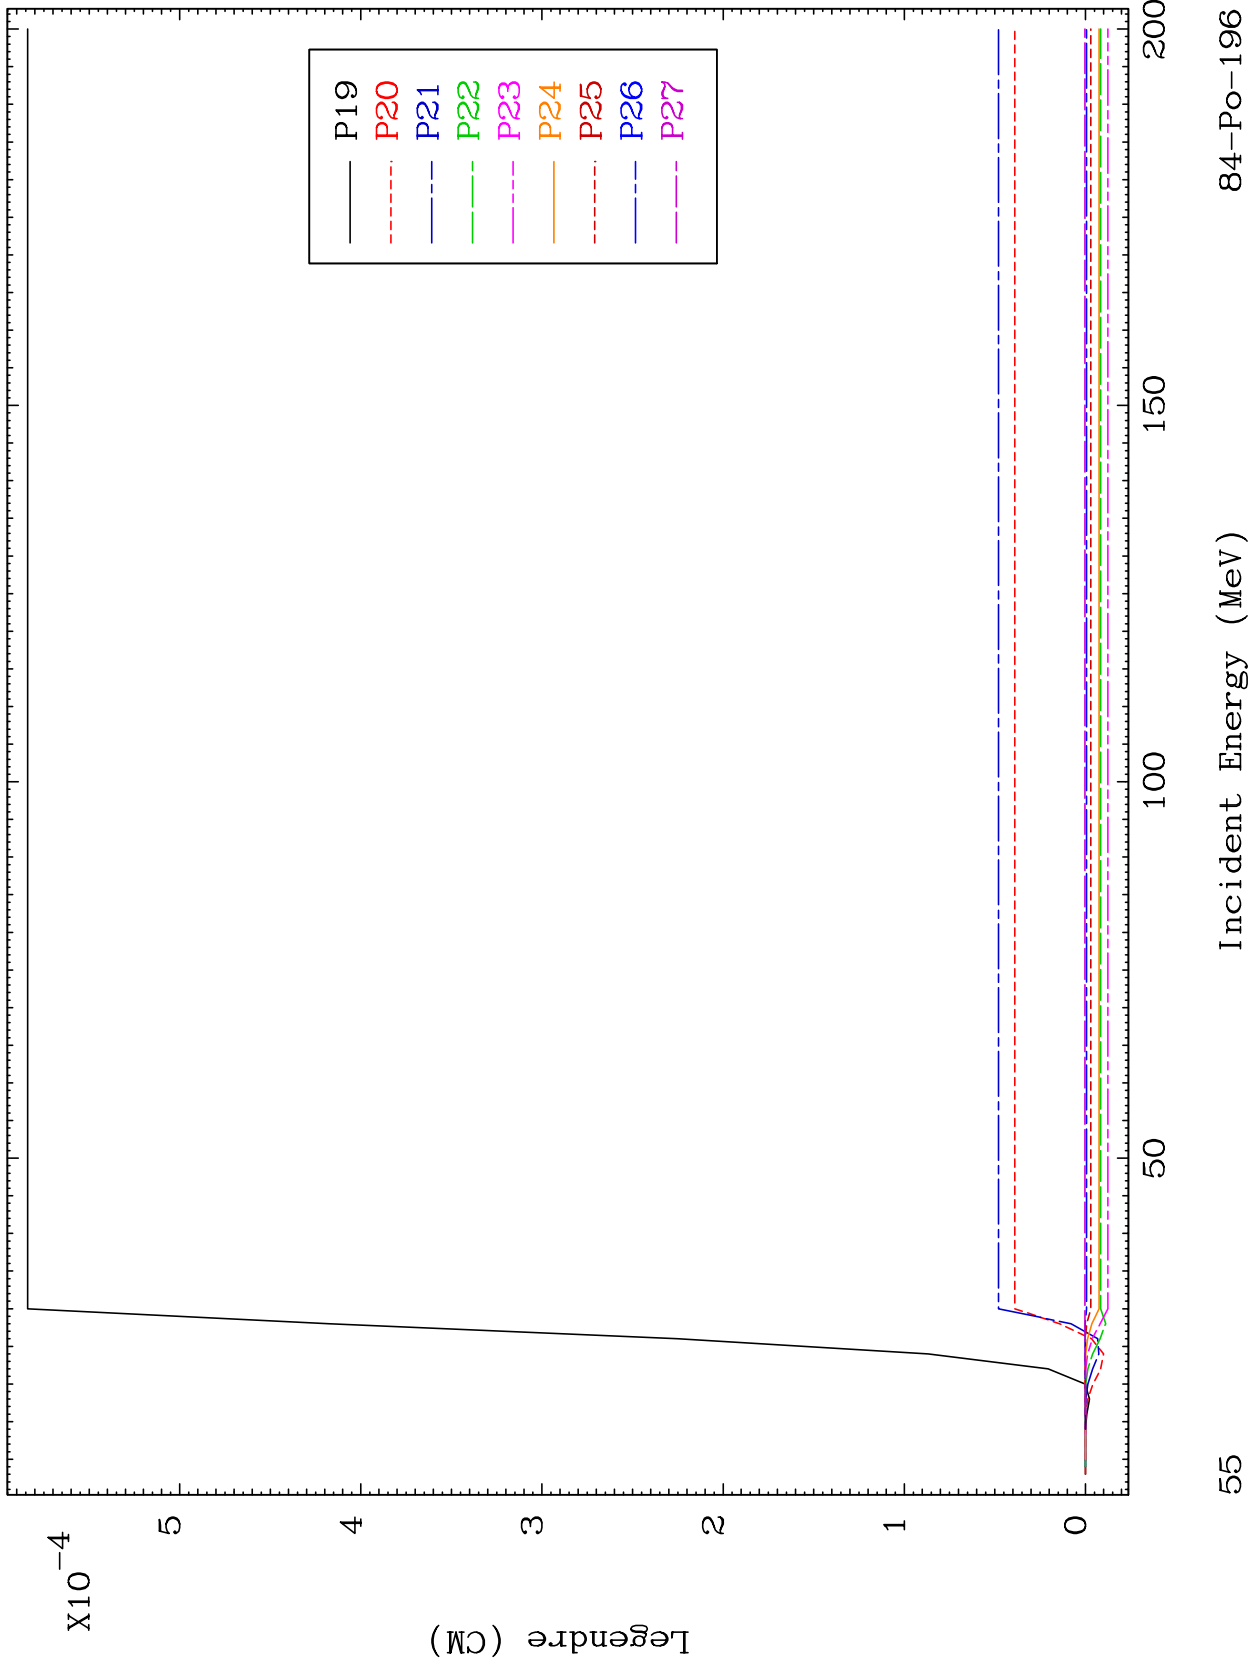 X10-4
Legendre (CM)
5
4
3
2
1
0
P19
P20
P21
P22
P23
P24
P25
P26
P27
50
100
150
200
Incident Energy (MeV)
55
84-Po-196